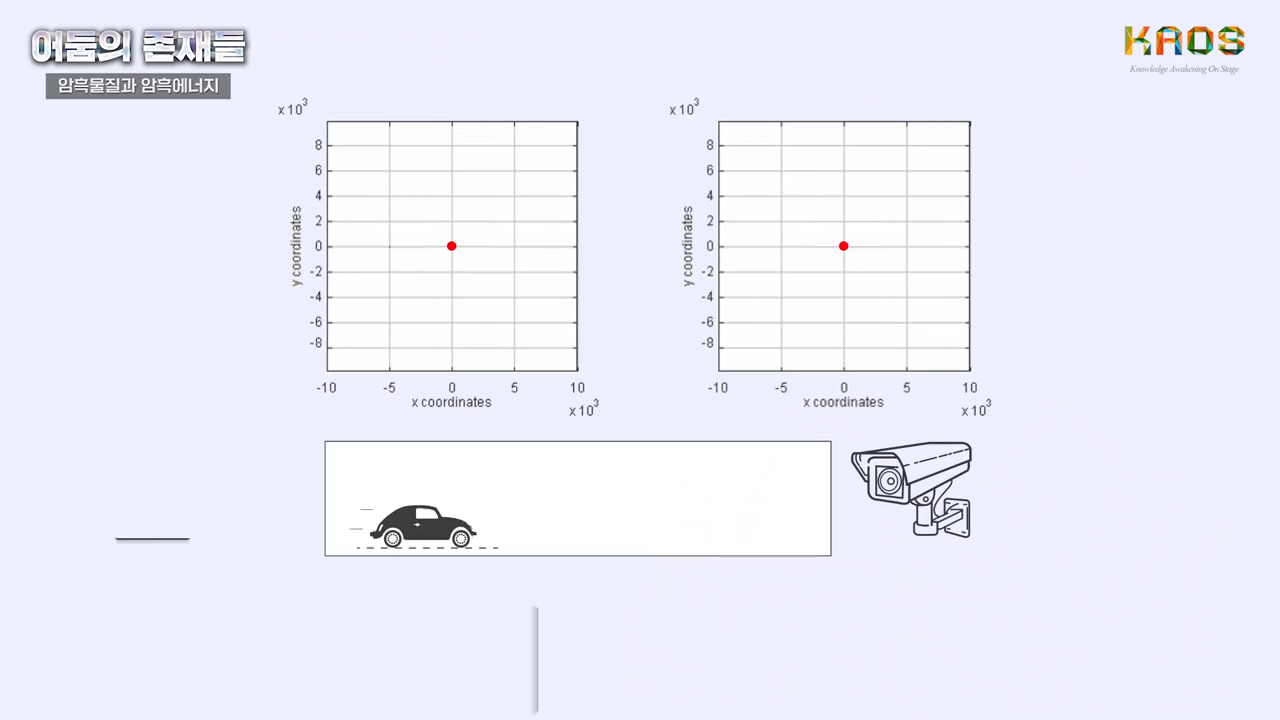 어둠의 존재들
암흑물질과 암흑에너지
KAOS
Knowledge Awakening On Stage
x 10³
8
6
4
2
0
-2
-4
-6
-8
y coordinates
-10 -5 0 5 10
x coordinates
x 10³
x 10³
8
6
4
2
0
-2
-4
-6
-8
y coordinates
-10 -5 0 5 10
x coordinates
x 10³